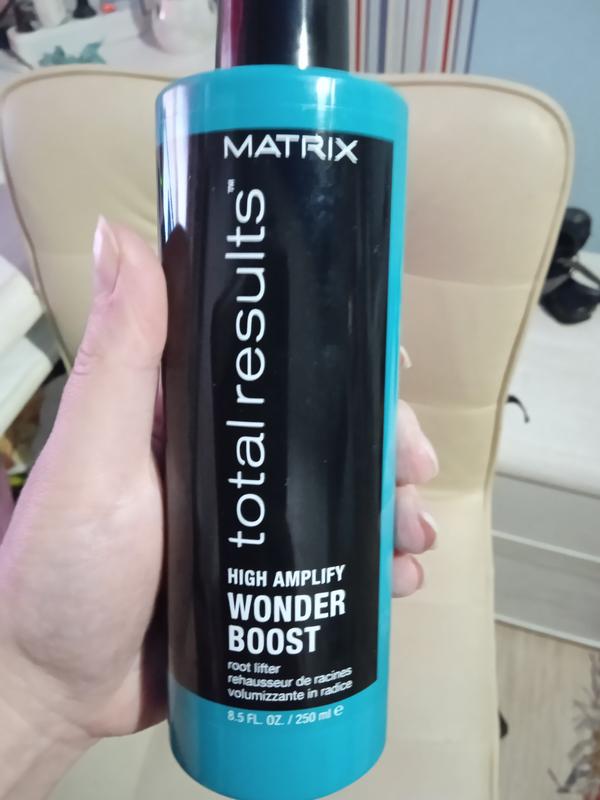 MATRIX
total results™
HIGH AMPLIFY
WONDER
BOOST
root lifter
rehausseur de racines
volumizzante in radice
8.5 FL. OZ. / 250 ml ℮